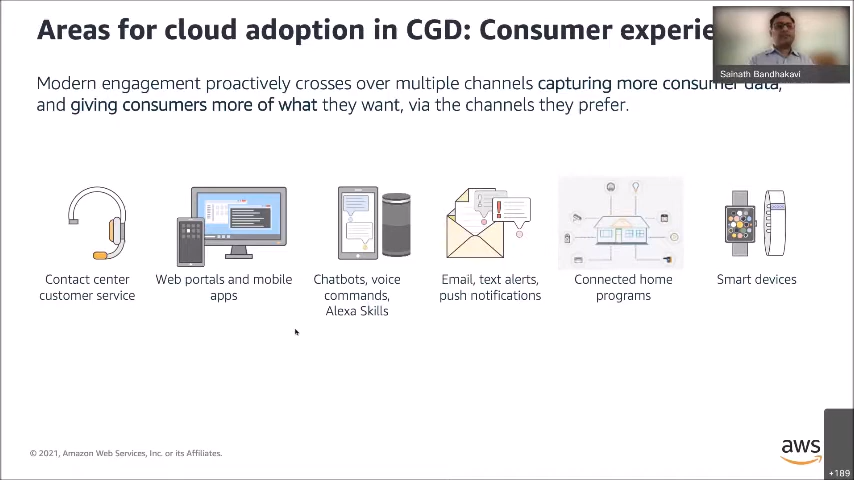 Areas for cloud adoption in CGD: Consumer experie
Sainath Bandhakavi
Modern engagement proactively crosses over multiple channels capturing more consumer data,
and giving consumers more of what they want, via the channels they prefer.
Contact center
customer service
Web portals and mobile
apps
Chatbots, voice
commands,
Alexa Skills
Email, text alerts,
push notifications
Connected home
programs
Smart devices
© 2021, Amazon Web Services, Inc. or its Affiliates.
aws
+189